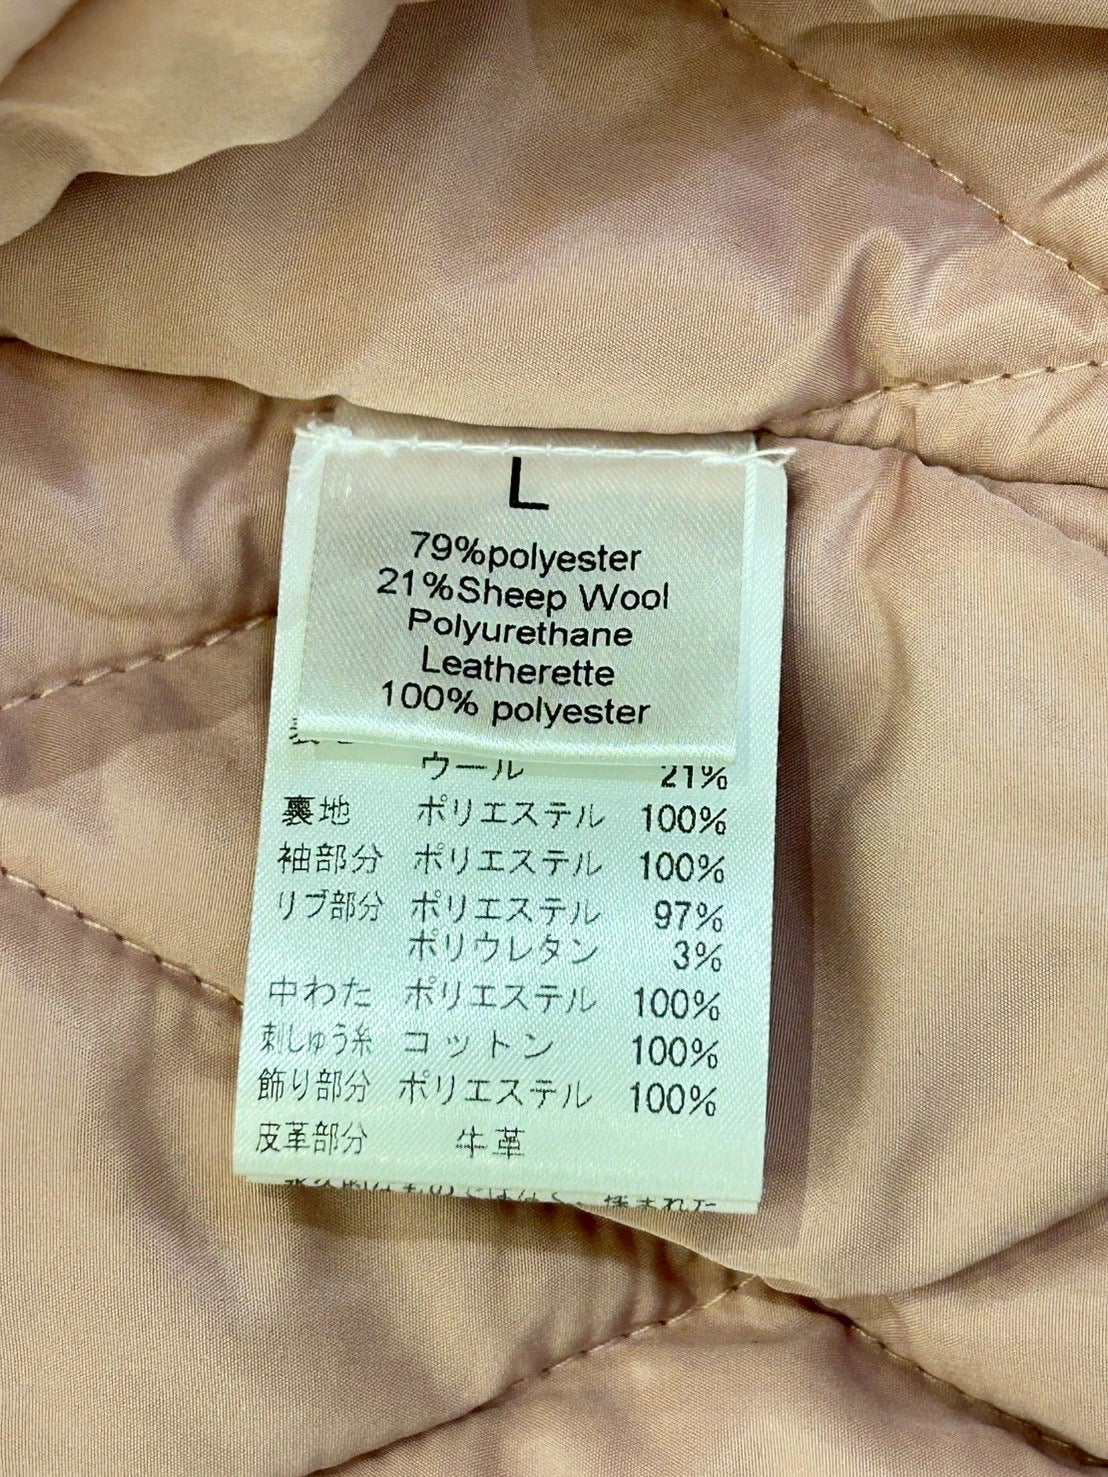 L
79%polyester
21%Sheep Wool
Polyurethane
Leatherette
100% polyester
ウール 21%
裏地 ポリエステル 100%
袖部分 ポリエステル 100%
リブ部分 ポリエステル 97%
ポリウレタン 3%
中わた ポリエステル 100%
刺しゅう糸 コットン 100%
飾り部分 ポリエステル 100%
皮革部分 牛革